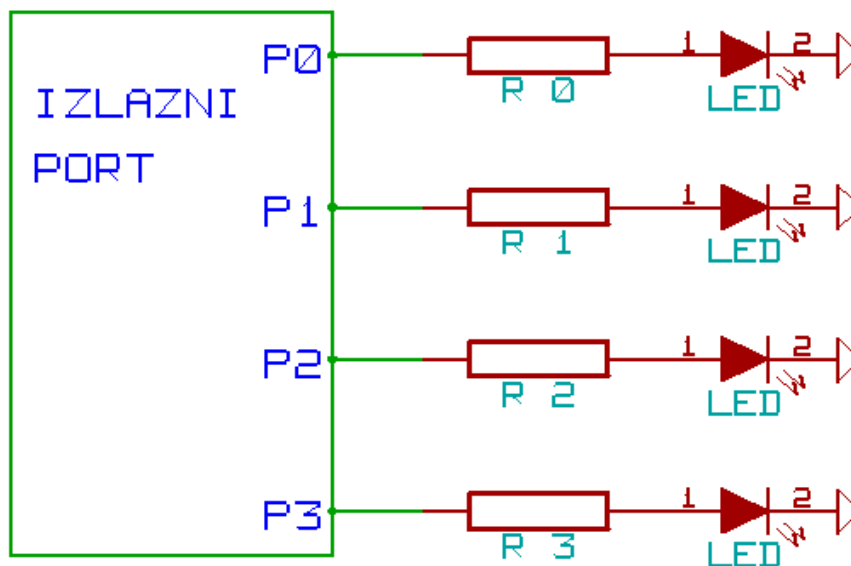 P0 1 2
IZLAZNI R 0 LED
PORT
P1 1 2
R 1 LED
P2 1 2
R 2 LED
P3 1 2
R 3 LED